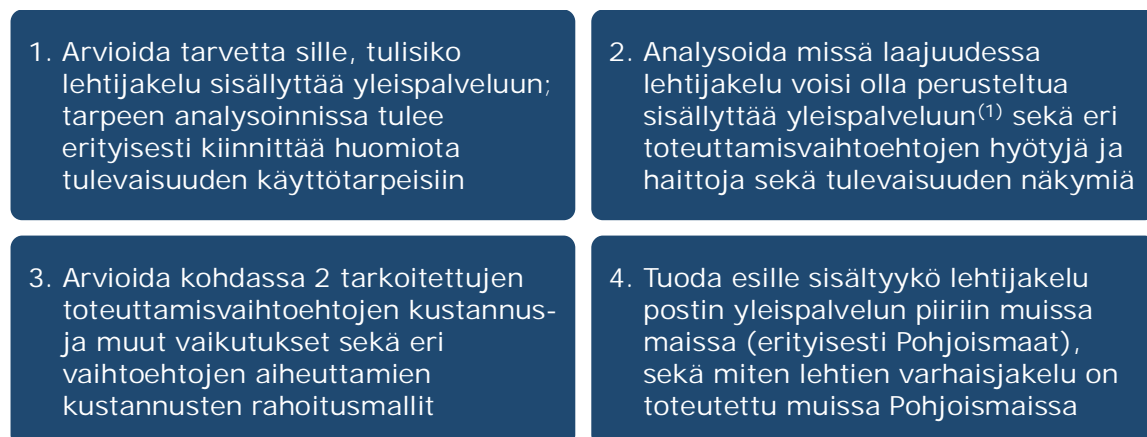 1. Arvioida tarvetta sille, tulisiko
lehtijakelu sisällyttää yleispalveluun;
tarpeen analysoinnissa tulee
erityisesti kiinnittää huomiota
tulevaisuuden käyttötarpeisiin
2. Analysoida missä laajuudessa
lehtijakelu voisi olla perusteltua
sisällyttää yleispalveluun(1) sekä eri
toteuttamisvaihtoehtojen hyötyjä ja
haittoja sekä tulevaisuuden näkymiä
3. Arvioida kohdassa 2 tarkoitettujen
toteuttamisvaihtoehtojen kustannus-
ja muut vaikutukset sekä eri
vaihtoehtojen aiheuttamien
kustannusten rahoitusmallit
4. Tuoda esille sisältyykö lehtijakelu
postin yleispalvelun piiriin muissa
maissa (erityisesti Pohjoismaat),
sekä miten lehtien varhaisjakelu on
toteutettu muissa Pohjoismaissa